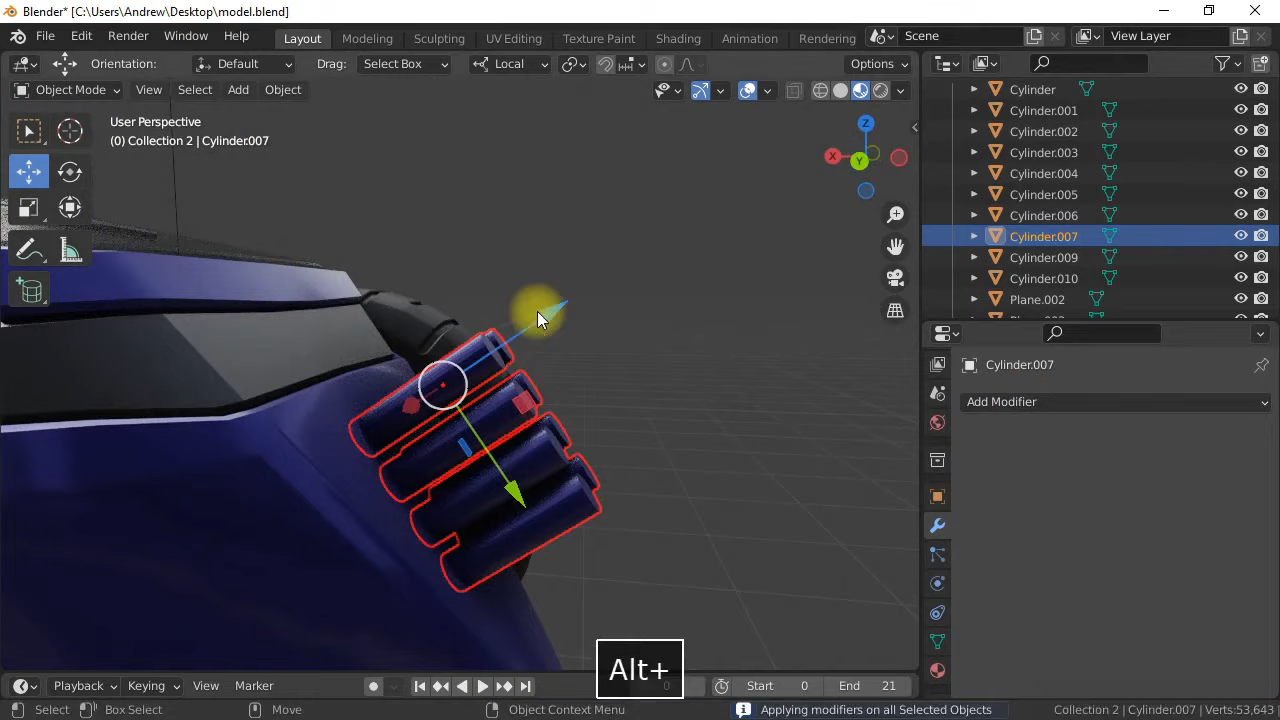 Blender* [C:\Users\Andrew\Desktop\model.blend]
File Edit Render Window Help Layout Modeling Sculpting UV Editing Texture Paint Shading Animation Rendering Scene View Layer
Orientation: Default Drag: Select Box Local Options
Object Mode View Select Add Object
User Perspective
(0) Collection 2 | Cylinder.007
X Y Z
Cylinder
Cylinder.001
Cylinder.002
Cylinder.003
Cylinder.004
Cylinder.005
Cylinder.006
Cylinder.007
Cylinder.009
Cylinder.010
Plane.002
Cylinder.007
Add Modifier
Alt+
Playback Keying View Marker 0 Start 0 End 21
Select Box Select Move Object Context Menu Applying modifiers on all Selected Objects Collection 2 | Cylinder.007 | Verts:53,643